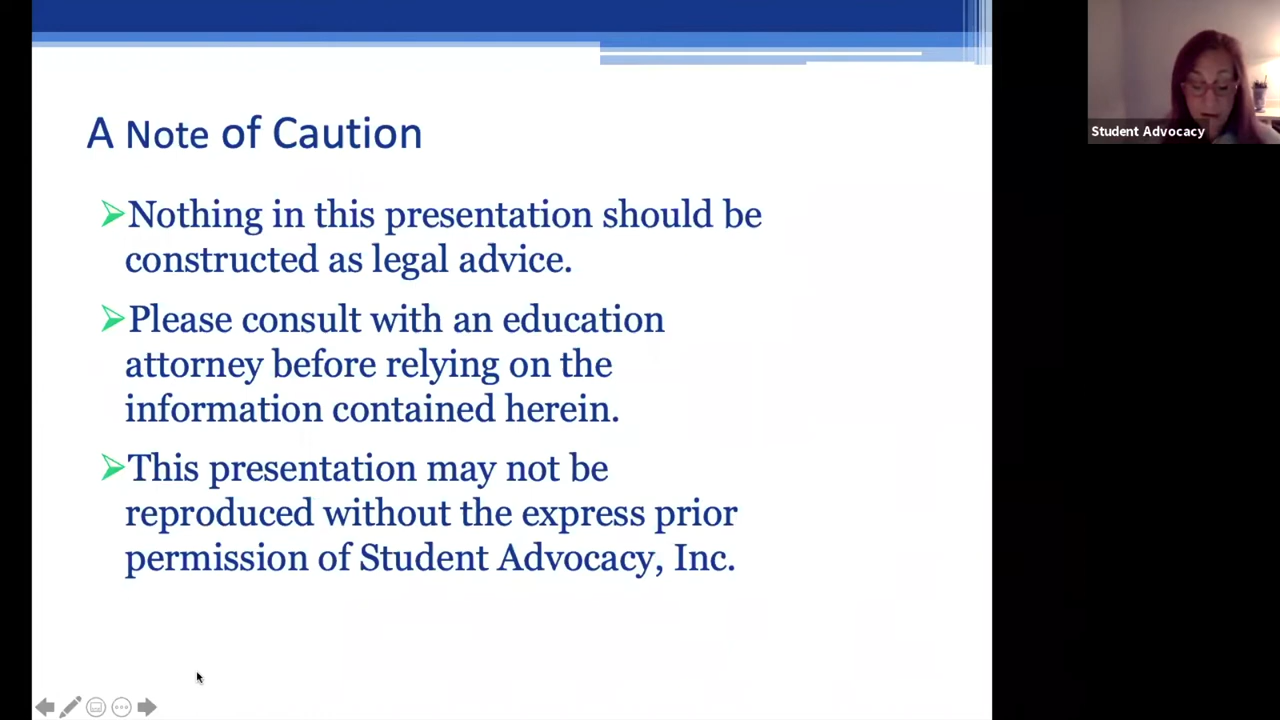 A Note of Caution
➢Nothing in this presentation should be
constructed as legal advice.
➢Please consult with an education
attorney before relying on the
information contained herein.
➢This presentation may not be
reproduced without the express prior
permission of Student Advocacy, Inc.
Student Advocacy